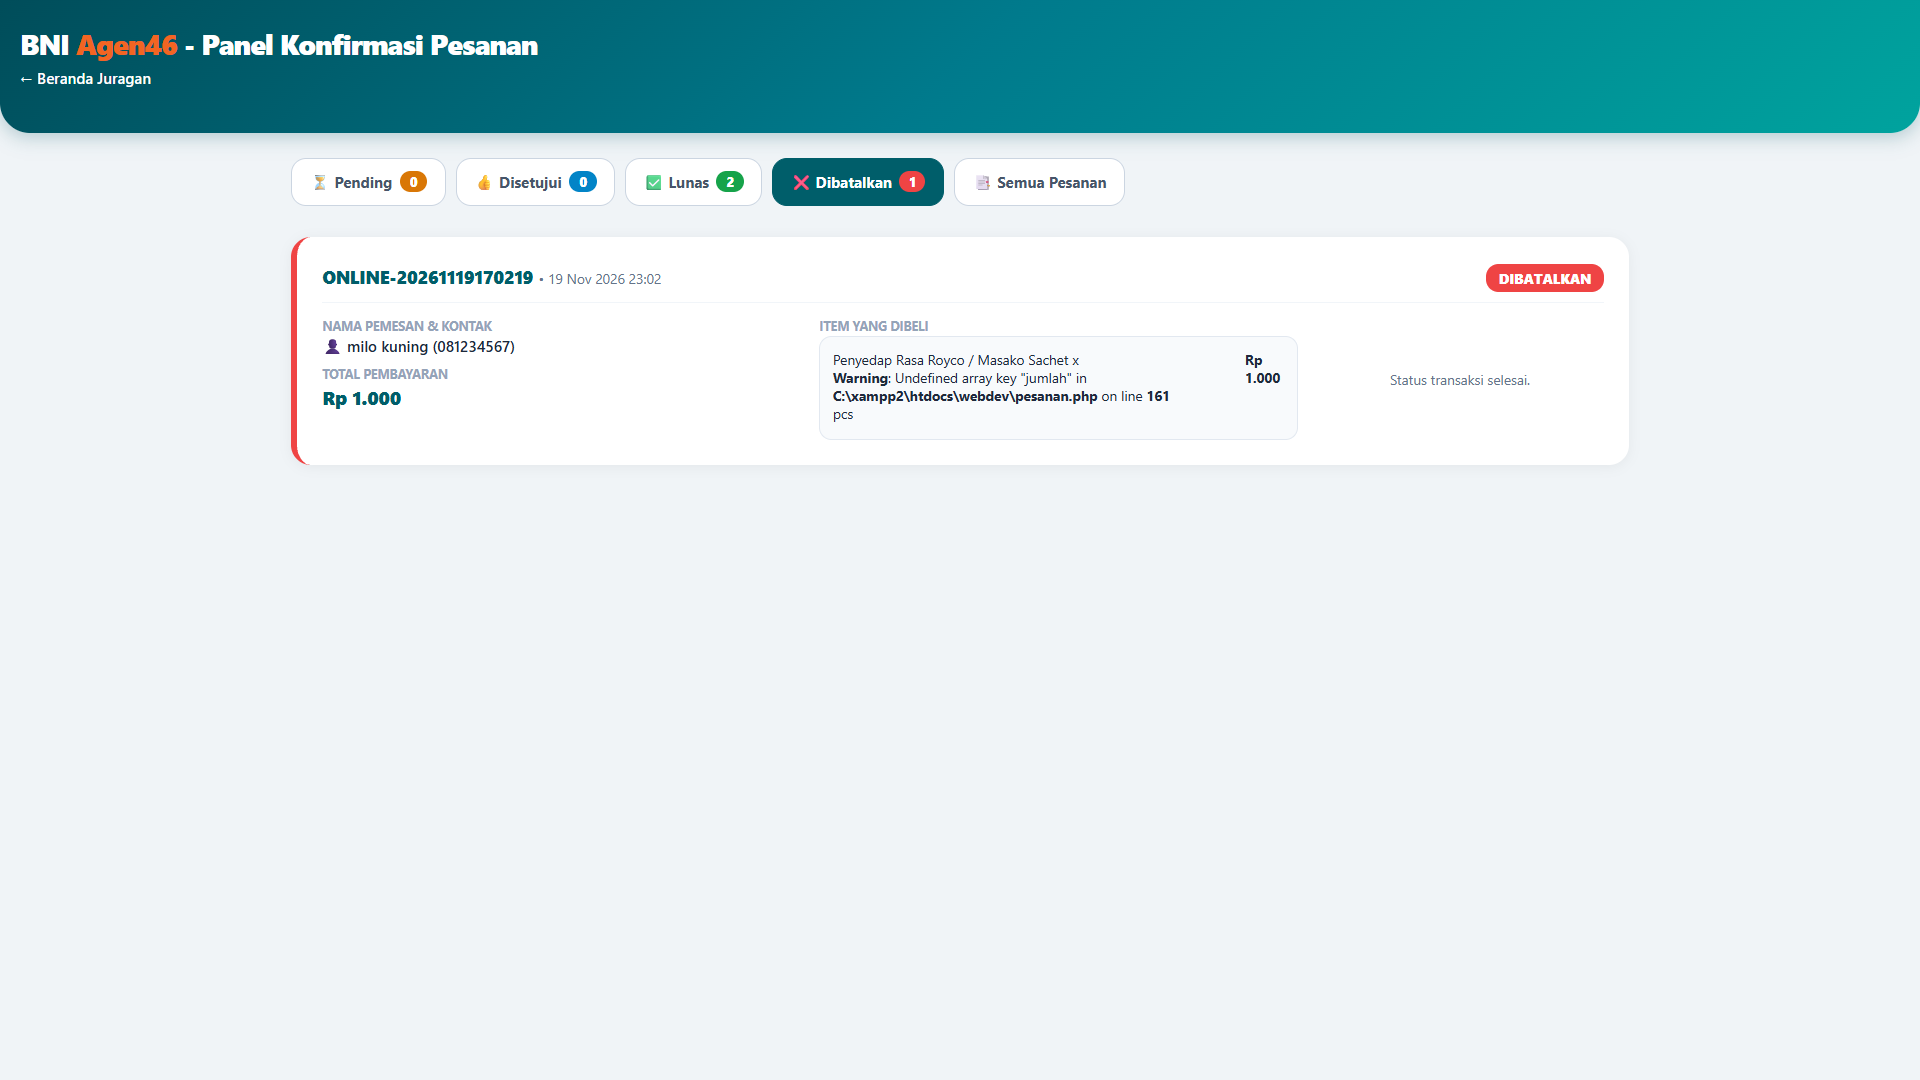 BNI Agen46 - Panel Konfirmasi Pesanan
← Beranda Juragan
Pending 0
Disetujui 0
Lunas 2
Dibatalkan 1
Semua Pesanan
ONLINE-20261119170219 • 19 Nov 2026 23:02
DIBATALKAN
NAMA PEMESAN & KONTAK
milo kuning (081234567)
TOTAL PEMBAYARAN
Rp 1.000
ITEM YANG DIBELI
Penyedap Rasa Royco / Masako Sachet x
Warning: Undefined array key "jumlah" in
C:\xampp2\htdocs\webdev\pesanan.php on line 161
pcs
Rp
1.000
Status transaksi selesai.